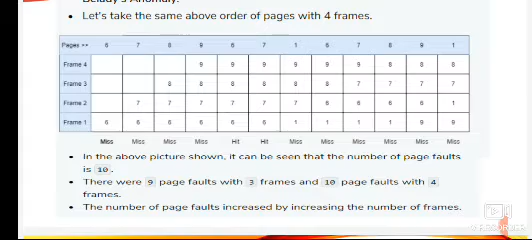 Belady's Anomaly.
• Let's take the same above order of pages with 4 frames.
Pages >> 6 7 8 9 6 7 1 6 7 8 9 1
Frame 4 9 9 9 9 9 9 8 8 8
Frame 3 8 8 8 8 8 8 7 7 7 7
Frame 2 7 7 7 7 7 7 6 6 6 6 1
Frame 1 6 6 6 6 6 6 1 1 1 1 9 9
Miss Miss Miss Miss Hit Hit Miss Miss Miss Miss Miss Miss
• In the above picture shown, it can be seen that the number of page faults
is 10.
• There were 9 page faults with 3 frames and 10 page faults with 4
frames.
• The number of page faults increased by increasing the number of frames.